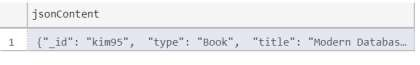 jsonContent
1 {"_id": "kim95", "type": "Book", "title": "Modern Databas…